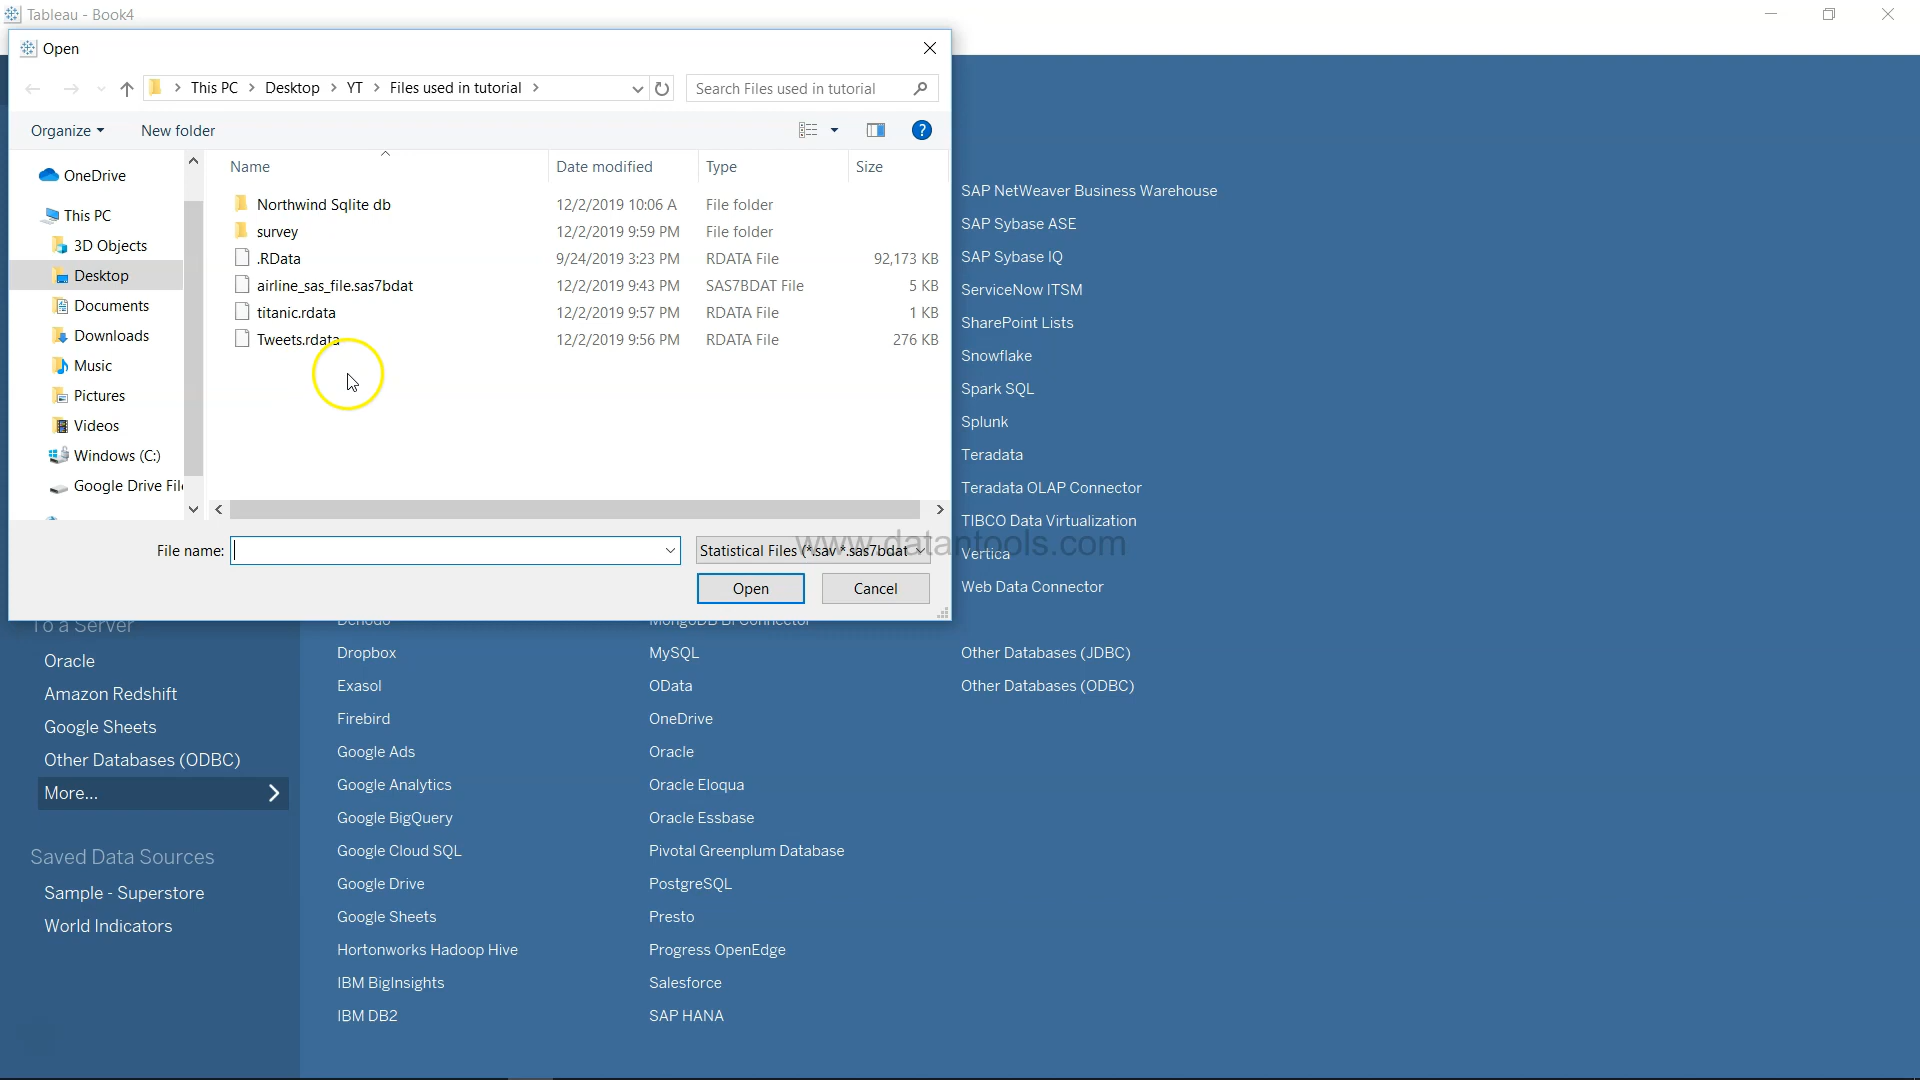 Tableau - Book4
Open
This PC > Desktop > YT > Files used in tutorial >
Search Files used in tutorial
Organize
New folder
?
OneDrive
This PC
3D Objects
Desktop
Documents
Downloads
Music
Pictures
Videos
Windows (C:)
Google Drive File
Name Date modified Type Size
Northwind Sqlite db 12/2/2019 10:06 A File folder
survey 12/2/2019 9:59 PM File folder
.RData 9/24/2019 3:23 PM RDATA File 92,173 KB
airline_sas_file.sas7bdat 12/2/2019 9:43 PM SAS7BDAT File 5 KB
titanic.rdata 12/2/2019 9:57 PM RDATA File 1 KB
Tweets.rdata 12/2/2019 9:56 PM RDATA File 276 KB
File name:
Statistical Files (*.sav *.sas7bdat
www.datantools.com
Open
Cancel
To a Server
Oracle
Amazon Redshift
Google Sheets
Other Databases (ODBC)
More...
Saved Data Sources
Sample - Superstore
World Indicators
Denodo
Dropbox
Exasol
Firebird
Google Ads
Google Analytics
Google BigQuery
Google Cloud SQL
Google Drive
Google Sheets
Hortonworks Hadoop Hive
IBM BigInsights
IBM DB2
MongoDB BI Connector
MySQL
OData
OneDrive
Oracle
Oracle Eloqua
Oracle Essbase
Pivotal Greenplum Database
PostgreSQL
Presto
Progress OpenEdge
Salesforce
SAP HANA
SAP NetWeaver Business Warehouse
SAP Sybase ASE
SAP Sybase IQ
ServiceNow ITSM
SharePoint Lists
Snowflake
Spark SQL
Splunk
Teradata
Teradata OLAP Connector
TIBCO Data Virtualization
Vertica
Web Data Connector
Other Databases (JDBC)
Other Databases (ODBC)